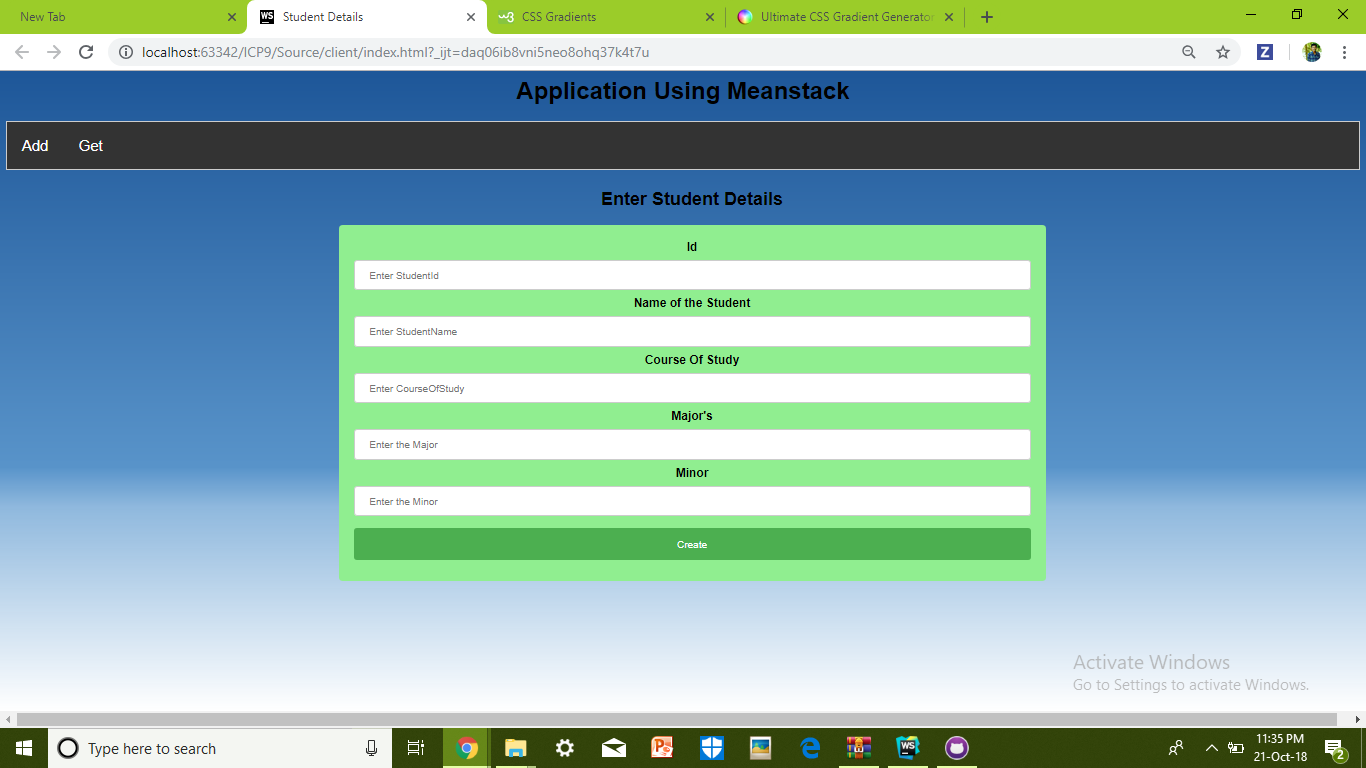 New Tab
Student Details
CSS Gradients
Ultimate CSS Gradient Generator
localhost:63342/ICP9/Source/client/index.html?_ijt=daq06ib8vni5neo8ohq37k4t7u
Z
Application Using Meanstack
Add Get
Enter Student Details
Id
Enter StudentId
Name of the Student
Enter StudentName
Course Of Study
Enter CourseOfStudy
Major's
Enter the Major
Minor
Enter the Minor
Create
Activate Windows
Go to Settings to activate Windows.
Type here to search
11:35 PM
21-Oct-18
2